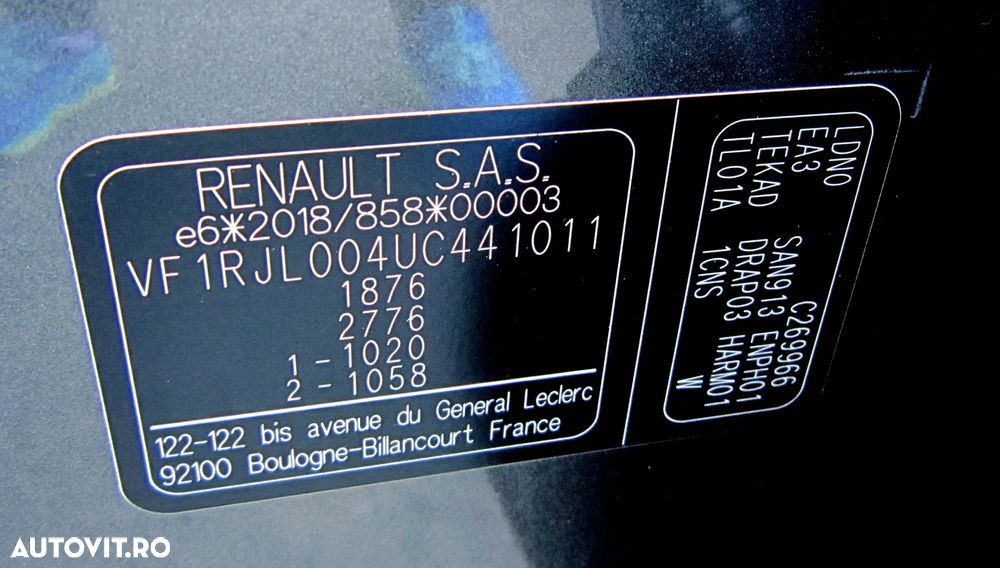 RENAULT S.A.S.
e6*2018/858*00003
VF1RJL004UC441011
1876
2776
1 - 1020
2 - 1058
122-122 bis avenue du General Leclerc
92100 Boulogne-Billancourt France
LDN0 C269966
EA3 SAN913 ENPH01
TEKAD DRAP03 HARM01
TL01A 1CNS W
AUTOVIT.RO